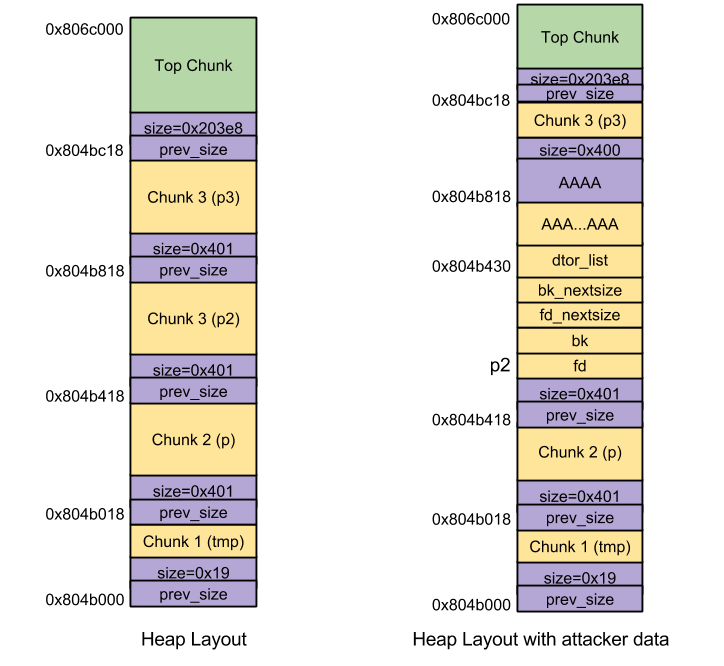 0x806c000
Top Chunk
size=0x203e8
0x804bc18
prev_size
Chunk 3 (p3)
size=0x401
0x804b818
prev_size
Chunk 3 (p2)
size=0x401
0x804b418
prev_size
Chunk 2 (p)
size=0x401
0x804b018
prev_size
Chunk 1 (tmp)
size=0x19
0x804b000
prev_size
Heap Layout
0x806c000
Top Chunk
size=0x203e8
0x804bc18
prev_size
Chunk 3 (p3)
size=0x400
AAAA
0x804b818
AAA...AAA
0x804b430
dtor_list
bk_nextsize
fd_nextsize
bk
p2
fd
size=0x401
0x804b418
prev_size
Chunk 2 (p)
size=0x401
0x804b018
prev_size
Chunk 1 (tmp)
size=0x19
0x804b000
prev_size
Heap Layout with attacker data